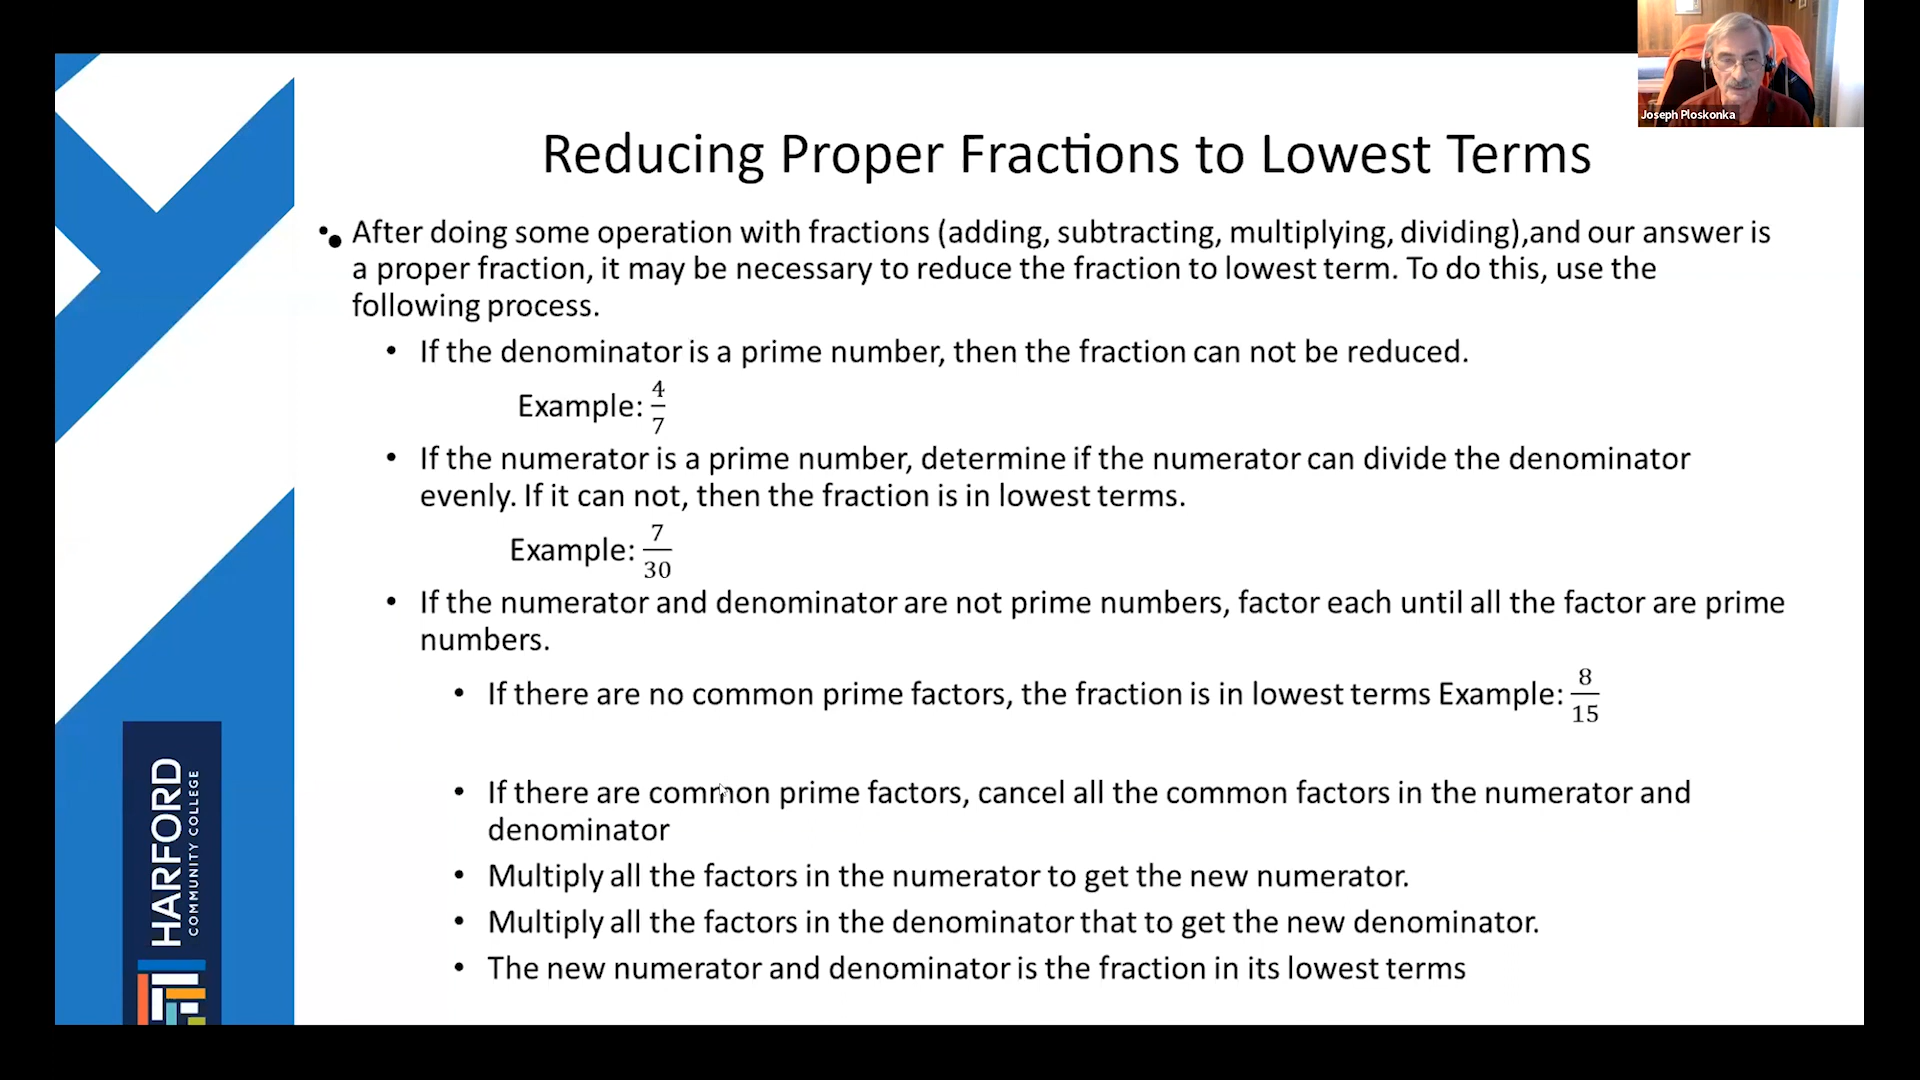 Joseph Ploskonka
Reducing Proper Fractions to Lowest Terms
• After doing some operation with fractions (adding, subtracting, multiplying, dividing),and our answer is
a proper fraction, it may be necessary to reduce the fraction to lowest term. To do this, use the
following process.
• If the denominator is a prime number, then the fraction can not be reduced.
Example: 4/7
• If the numerator is a prime number, determine if the numerator can divide the denominator
evenly. If it can not, then the fraction is in lowest terms.
Example: 7/30
• If the numerator and denominator are not prime numbers, factor each until all the factor are prime
numbers.
• If there are no common prime factors, the fraction is in lowest terms Example: 8/15
• If there are common prime factors, cancel all the common factors in the numerator and
denominator
• Multiply all the factors in the numerator to get the new numerator.
• Multiply all the factors in the denominator that to get the new denominator.
• The new numerator and denominator is the fraction in its lowest terms
HARFORD
COMMUNITY COLLEGE